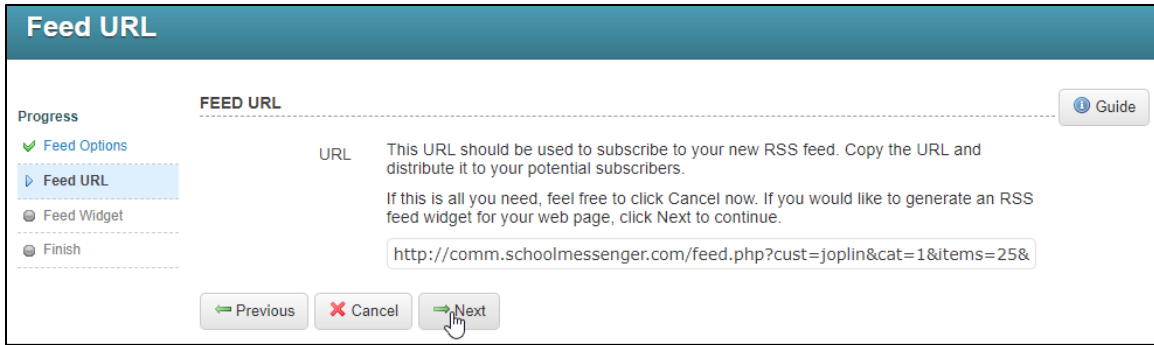 Feed URL
Progress
Feed Options
Feed URL
Feed Widget
Finish
FEED URL
Guide
URL
This URL should be used to subscribe to your new RSS feed. Copy the URL and
distribute it to your potential subscribers.
If this is all you need, feel free to click Cancel now. If you would like to generate an RSS
feed widget for your web page, click Next to continue.
http://comm.schoolmessenger.com/feed.php?cust=joplin&cat=1&items=25&
Previous
Cancel
Next